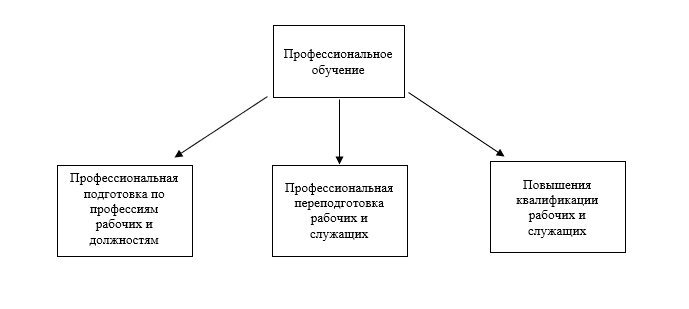 Профессиональное
обучение
Профессиональная
подготовка по
профессиям
рабочих и
должностям
Профессиональная
переподготовка
рабочих и
служащих
Повышения
квалификации
рабочих и
служащих